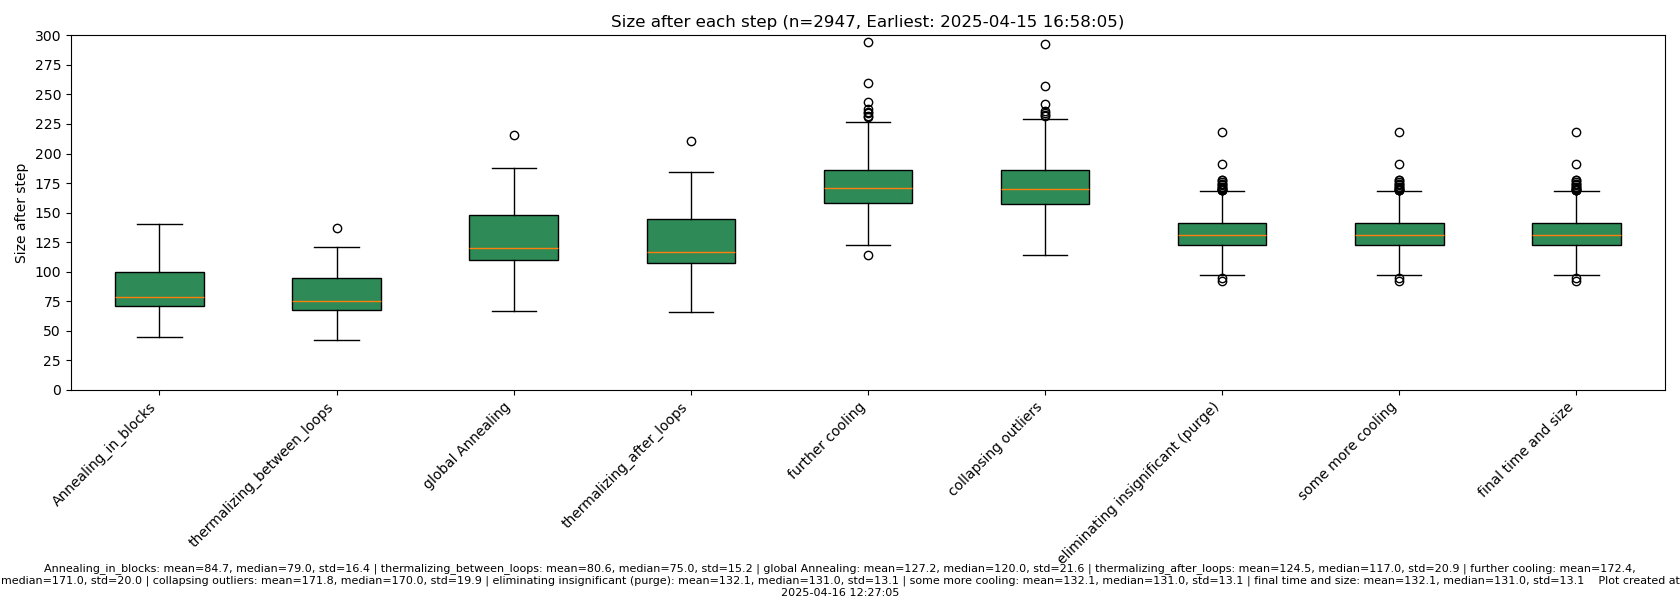 Size after each step (n=2947, Earliest: 2025-04-15 16:58:05)
Size after step
300
275
250
225
200
175
150
125
100
75
50
25
0
Annealing_in_blocks
thermalizing_between_loops
global Annealing
thermalizing_after_loops
further cooling
collapsing outliers
eliminating insignificant (purge)
some more cooling
final time and size
Annealing_in_blocks: mean=84.7, median=79.0, std=16.4 | thermalizing_between_loops: mean=80.6, median=75.0, std=15.2 | global Annealing: mean=127.2, median=120.0, std=21.6 | thermalizing_after_loops: mean=124.5, median=117.0, std=20.9 | further cooling: mean=172.4,
median=171.0, std=20.0 | collapsing outliers: mean=171.8, median=170.0, std=19.9 | eliminating insignificant (purge): mean=132.1, median=131.0, std=13.1 | some more cooling: mean=132.1, median=131.0, std=13.1 | final time and size: mean=132.1, median=131.0, std=13.1    Plot created at
2025-04-16 12:27:05